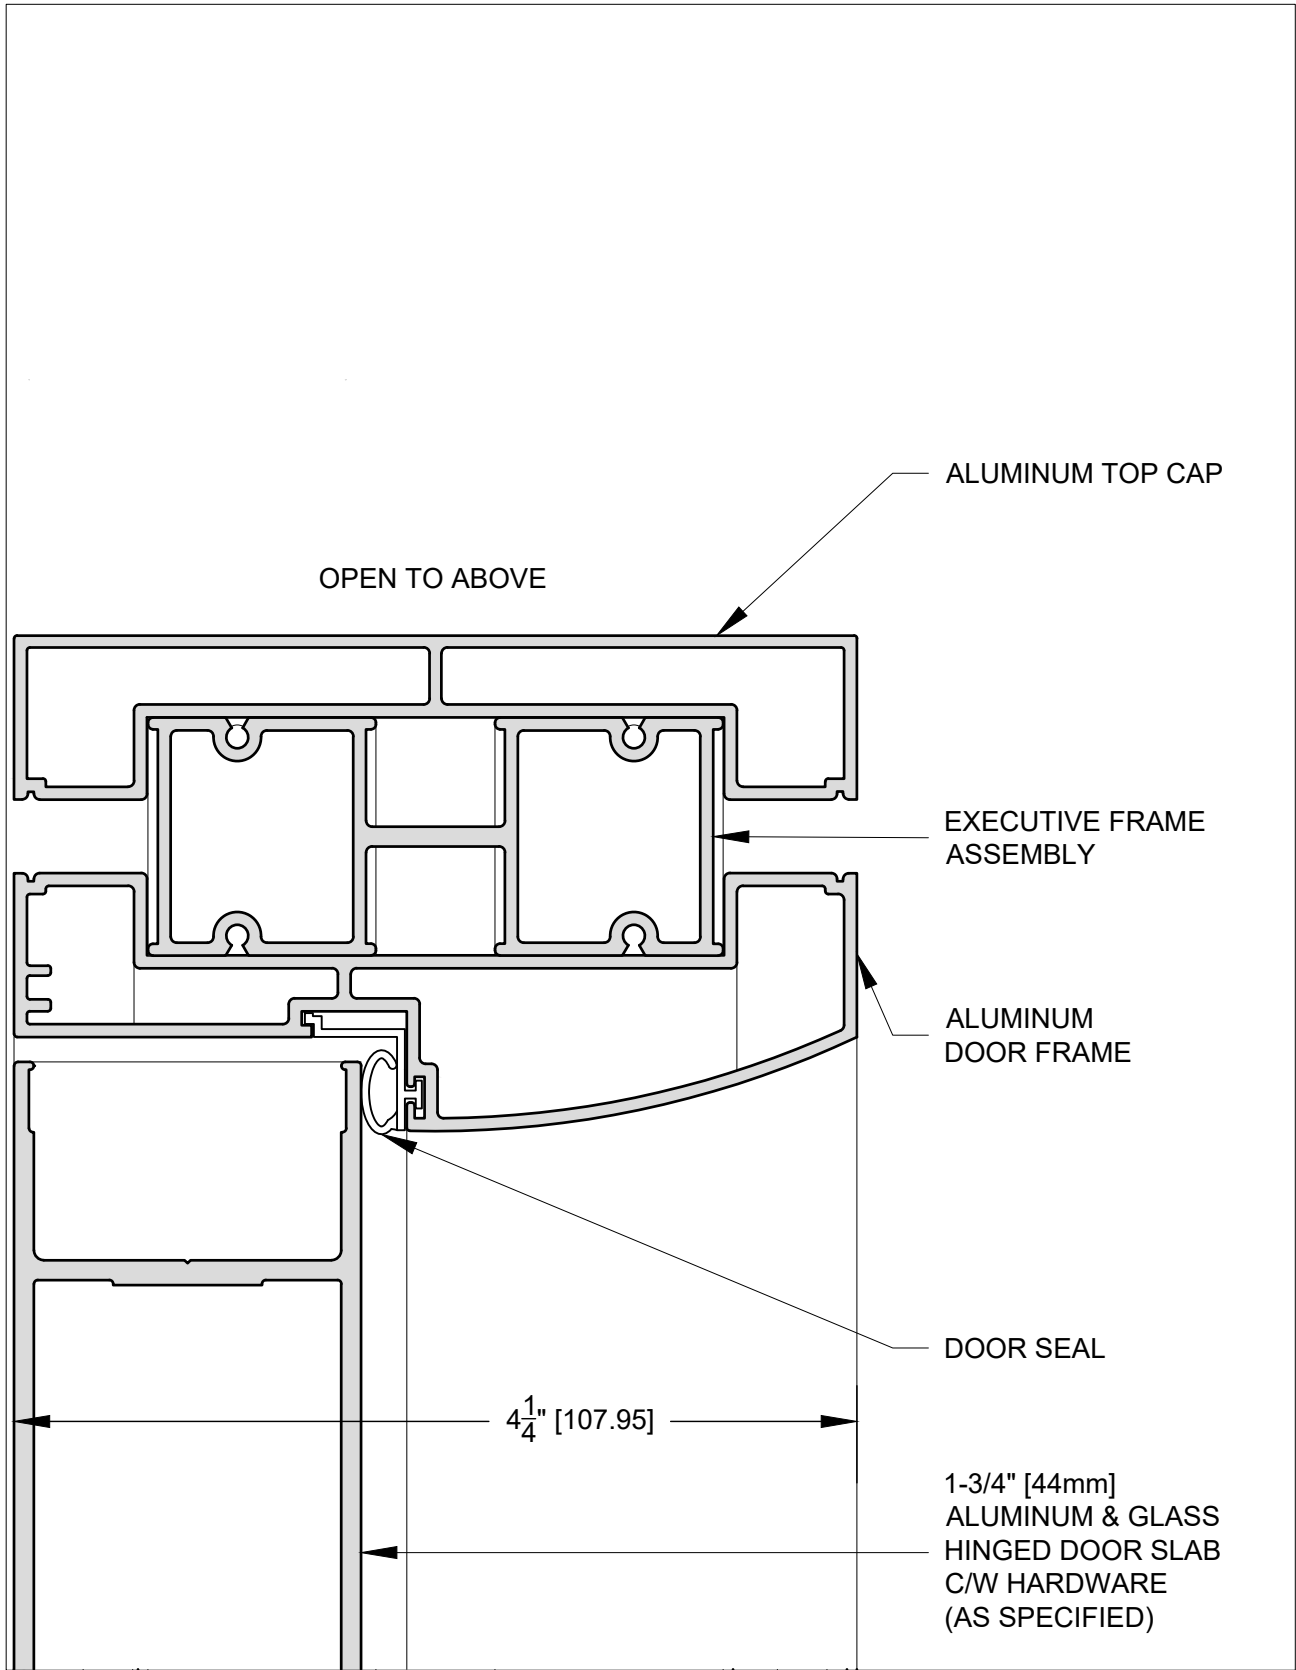 ALUMINUM TOP CAP
OPEN TO ABOVE
EXECUTIVE FRAME
ASSEMBLY
ALUMINUM
DOOR FRAME
DOOR SEAL
4 1/4" [107.95]
1-3/4" [44mm]
ALUMINUM & GLASS
HINGED DOOR SLAB
C/W HARDWARE
(AS SPECIFIED)